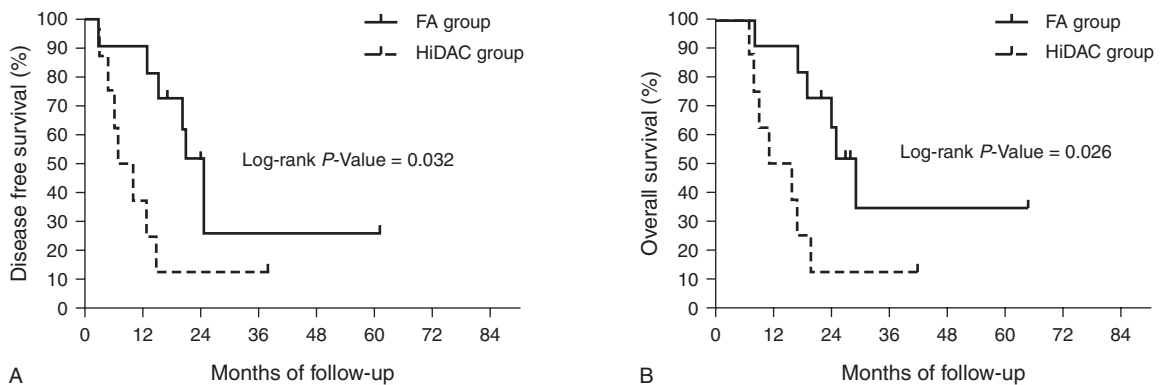 100
90
80
70
60
50
40
30
20
10
0
Disease free survival (%)
FA group
HiDAC group
Log-rank P-Value = 0.032
0 12 24 36 48 60 72 84
Months of follow-up
A
100
90
80
70
60
50
40
30
20
10
0
Overall survival (%)
FA group
HiDAC group
Log-rank P-Value = 0.026
0 12 24 36 48 60 72 84
Months of follow-up
B